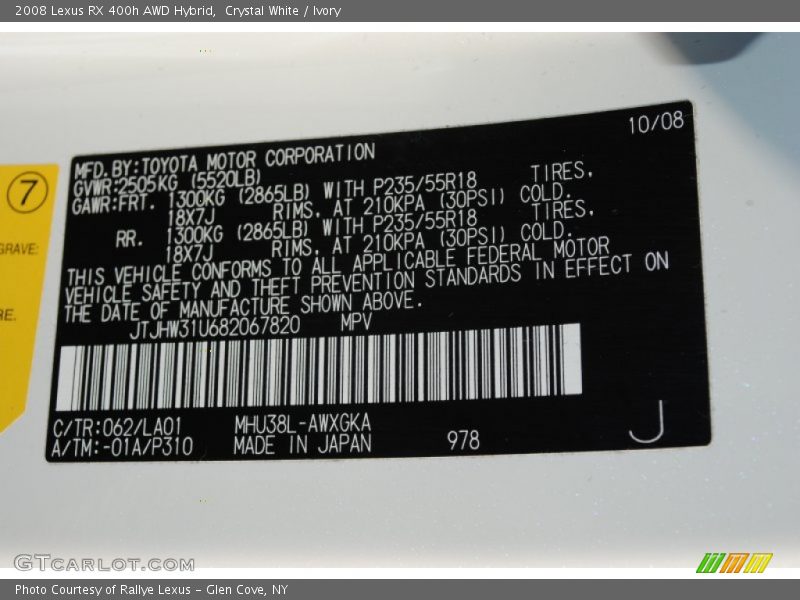 2008 Lexus RX 400h AWD Hybrid,  Crystal White / Ivory
10/08
MFD. BY:TOYOTA MOTOR CORPORATION
GVWR:2505KG (5520LB)
GAWR:FRT. 1300KG (2865LB) WITH P235/55R18 TIRES,
18X7J RIMS, AT 210KPA (30PSI) COLD.
RR. 1300KG (2865LB) WITH P235/55R18 TIRES,
18X7J RIMS, AT 210KPA (30PSI) COLD.
THIS VEHICLE CONFORMS TO ALL APPLICABLE FEDERAL MOTOR
VEHICLE SAFETY AND THEFT PREVENTION STANDARDS IN EFFECT ON
THE DATE OF MANUFACTURE SHOWN ABOVE.
JTJHW31U682067820 MPV
C/TR:062/LA01 MHU38L-AWXGKA
A/TM:-01A/P310 MADE IN JAPAN 978 J
7
GRAVE:
RE.
GTCARLOT.COM
Photo Courtesy of Rallye Lexus - Glen Cove, NY